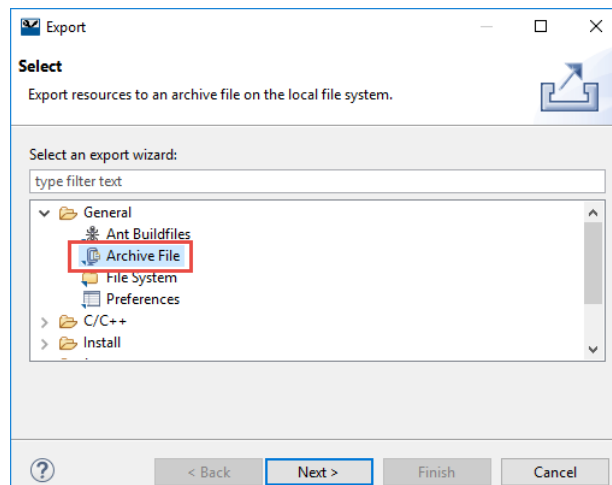 Export
Select
Export resources to an archive file on the local file system.
Select an export wizard:
type filter text
General
Ant Buildfiles
Archive File
File System
Preferences
C/C++
Install
?
< Back Next > Finish Cancel